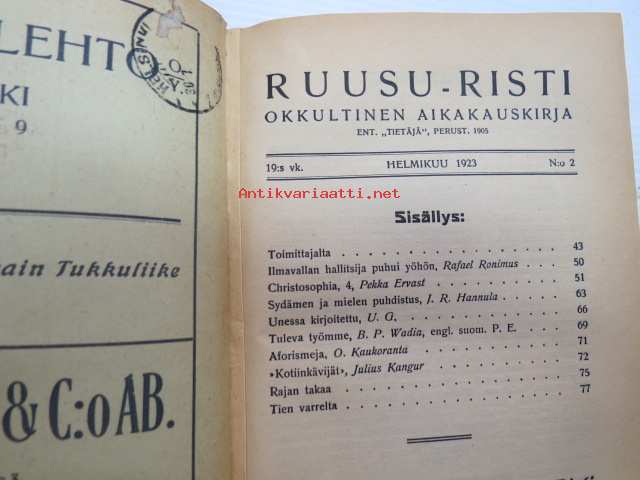 LEHTO
KI
9
ain Tukkuliike
& C:o AB.
RUUSU-RISTI
OKKULTINEN AIKAKAUSKIRJA
ENT. „TIETÄJÄ“, PERUST. 1905
19:s vk. HELMIKUU 1923 N:o 2
Antikvariaatti.net
Sisällys:
Toimittajalta 43
Ilmavallan hallitsija puhui yöhön, Rafael Ronimus 50
Christosophia, 4, Pekka Ervast 51
Sydämen ja mielen puhdistus, J. R. Hannula 63
Unessa kirjoitettu, U. G. 66
Tuleva työmme, B. P. Wadia, engl. suom. P. E. 69
Aforismeja, O. Kaukoranta 71
»Kotiinkävijät», Julius Kangur 72
Rajan takaa 75
Tien varrelta 77